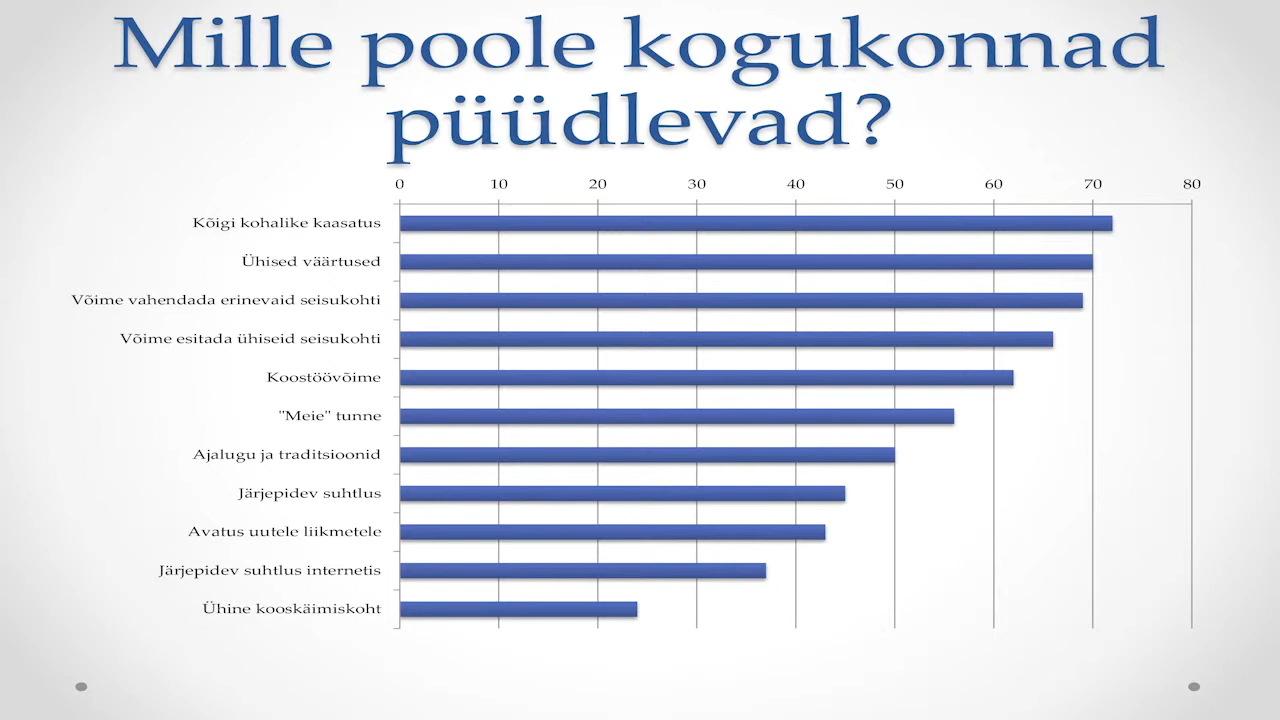 Mille poole kogukonnad
püüdlevad?
0 10 20 30 40 50 60 70 80
Kõigi kohalike kaasatus
Ühised väärtused
Võime vahendada erinevaid seisukohti
Võime esitada ühiseid seisukohti
Koostöövõime
"Meie" tunne
Ajalugu ja traditsioonid
Järjepidev suhtlus
Avatus uutele liikmetele
Järjepidev suhtlus internetis
Ühine kooskäimiskoht